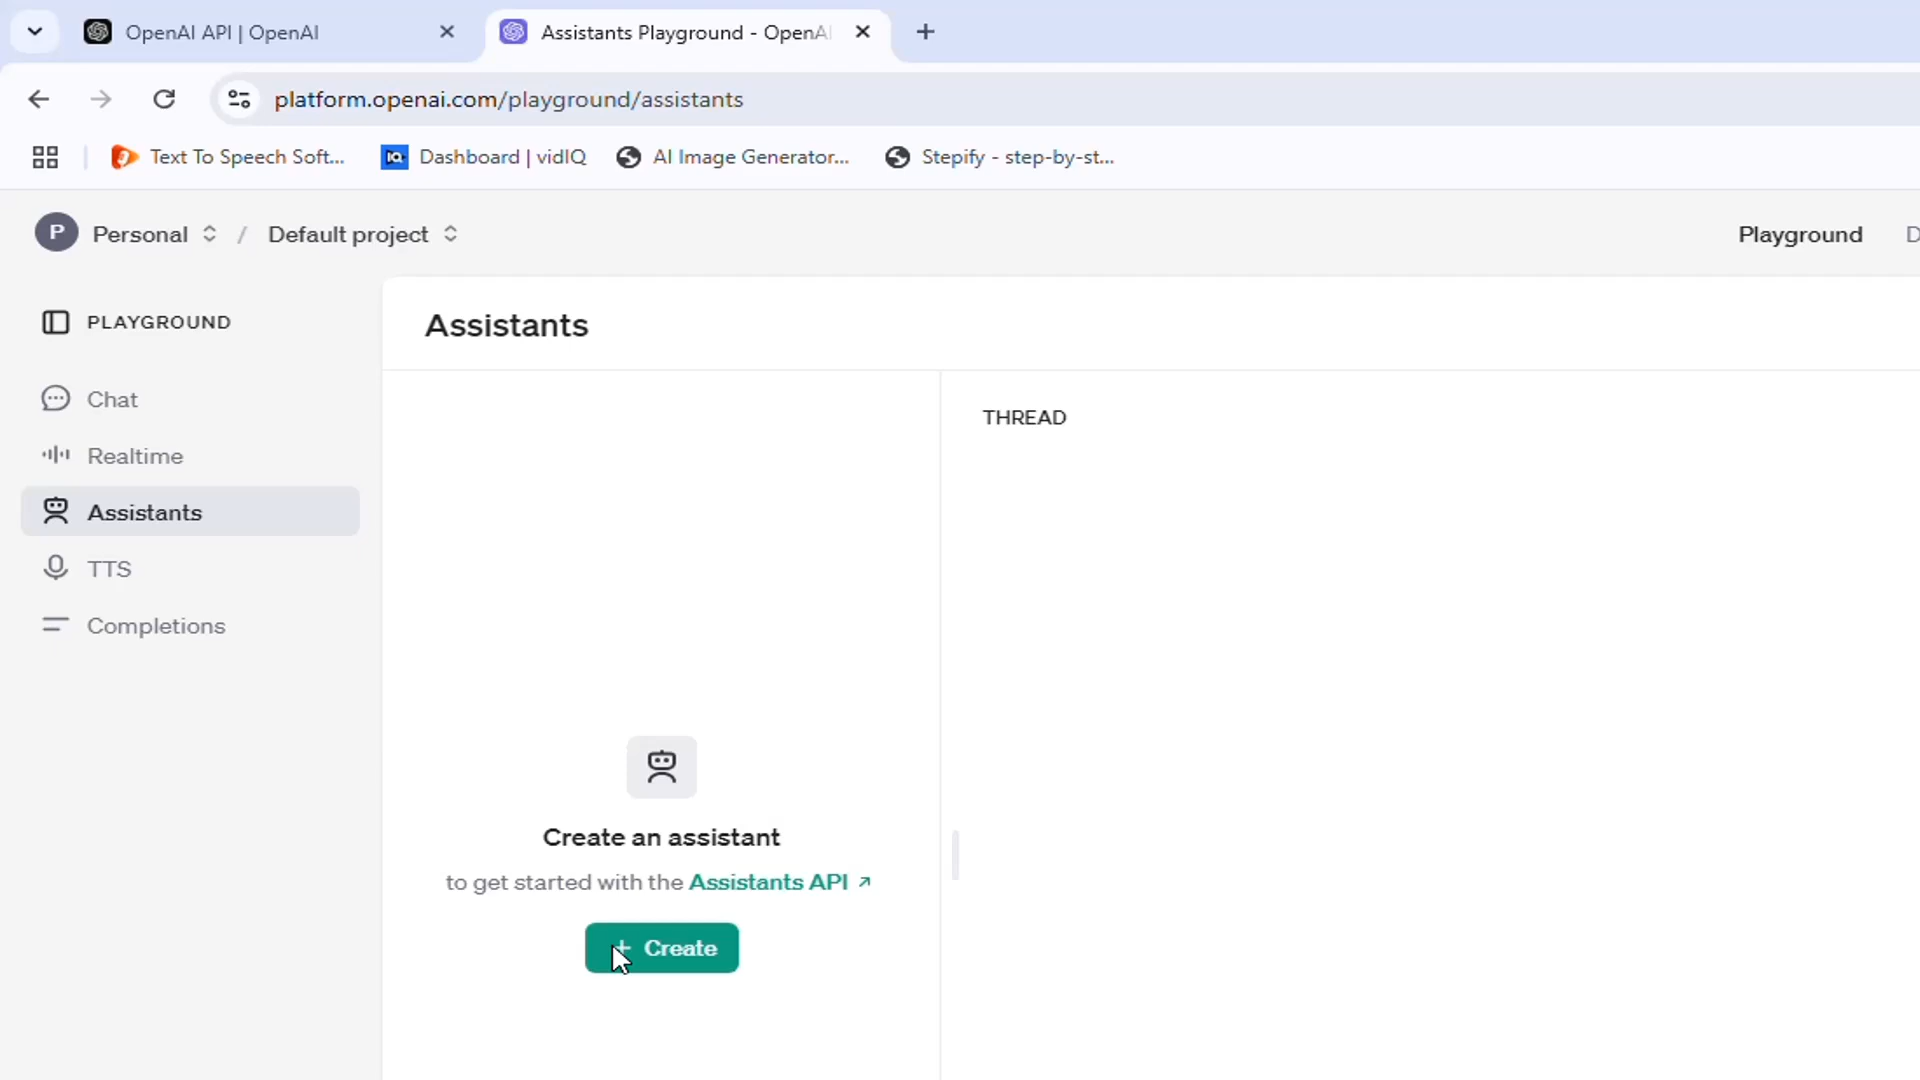 OpenAI API | OpenAI
Assistants Playground - OpenAI
platform.openai.com/playground/assistants
Text To Speech Soft...
IQ
Dashboard | vidIQ
AI Image Generator...
Stepify - step-by-st...
P
Personal
/
Default project
Playground
D
PLAYGROUND
Assistants
Chat
THREAD
Realtime
Assistants
TTS
Completions
Create an assistant
to get started with the Assistants API
+ Create